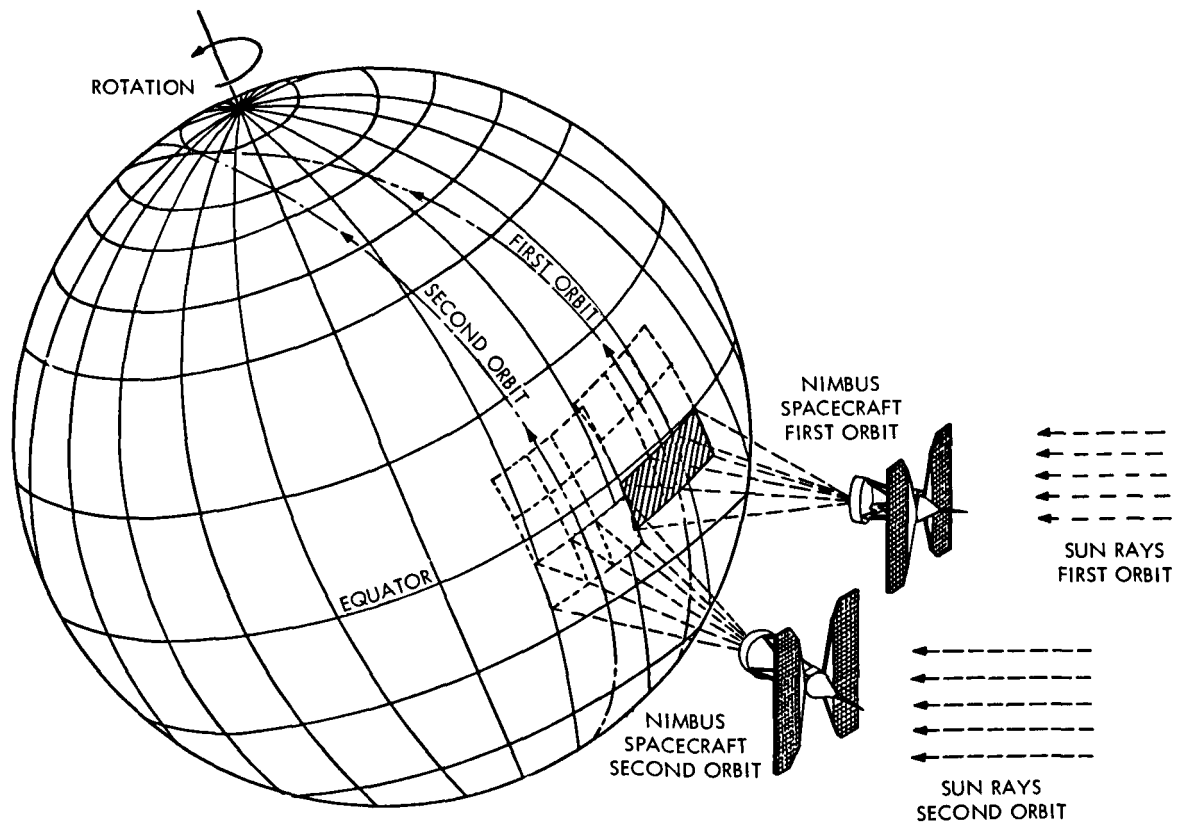 ROTATION
FIRST ORBIT
SECOND ORBIT
EQUATOR
NIMBUS
SPACECRAFT
FIRST ORBIT
SUN RAYS
FIRST ORBIT
NIMBUS
SPACECRAFT
SECOND ORBIT
SUN RAYS
SECOND ORBIT